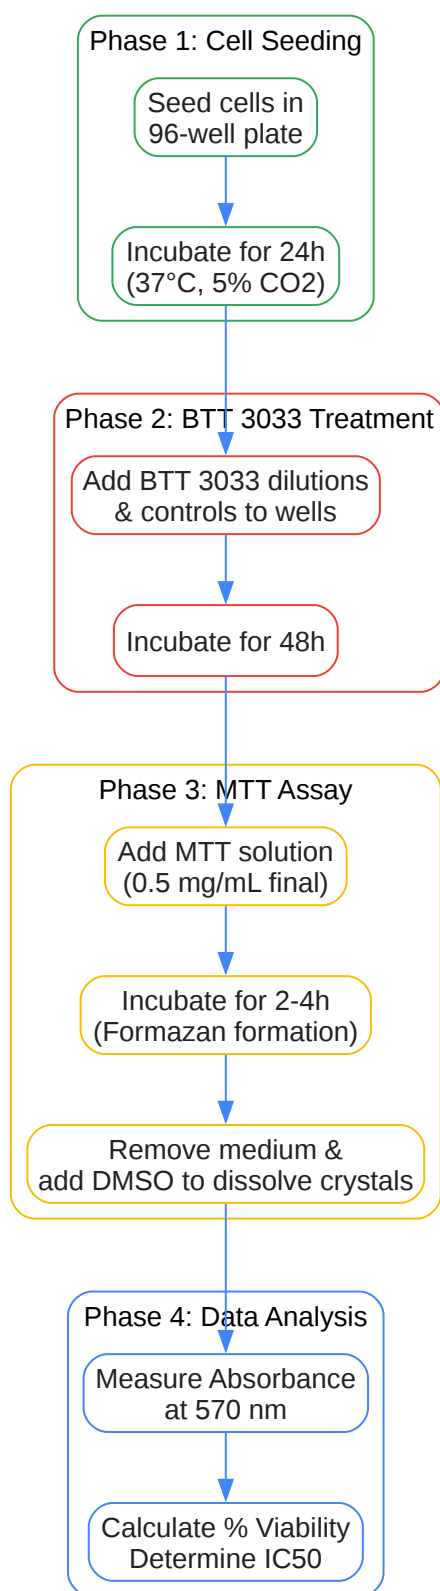 Phase 1: Cell Seeding
Seed cells in
96-well plate
Incubate for 24h
(37°C, 5% CO2)
Phase 2: BTT 3033 Treatment
Add BTT 3033 dilutions
& controls to wells
Incubate for 48h
Phase 3: MTT Assay
Add MTT solution
(0.5 mg/mL final)
Incubate for 2-4h
(Formazan formation)
Remove medium &
add DMSO to dissolve crystals
Phase 4: Data Analysis
Measure Absorbance
at 570 nm
Calculate % Viability
Determine IC50